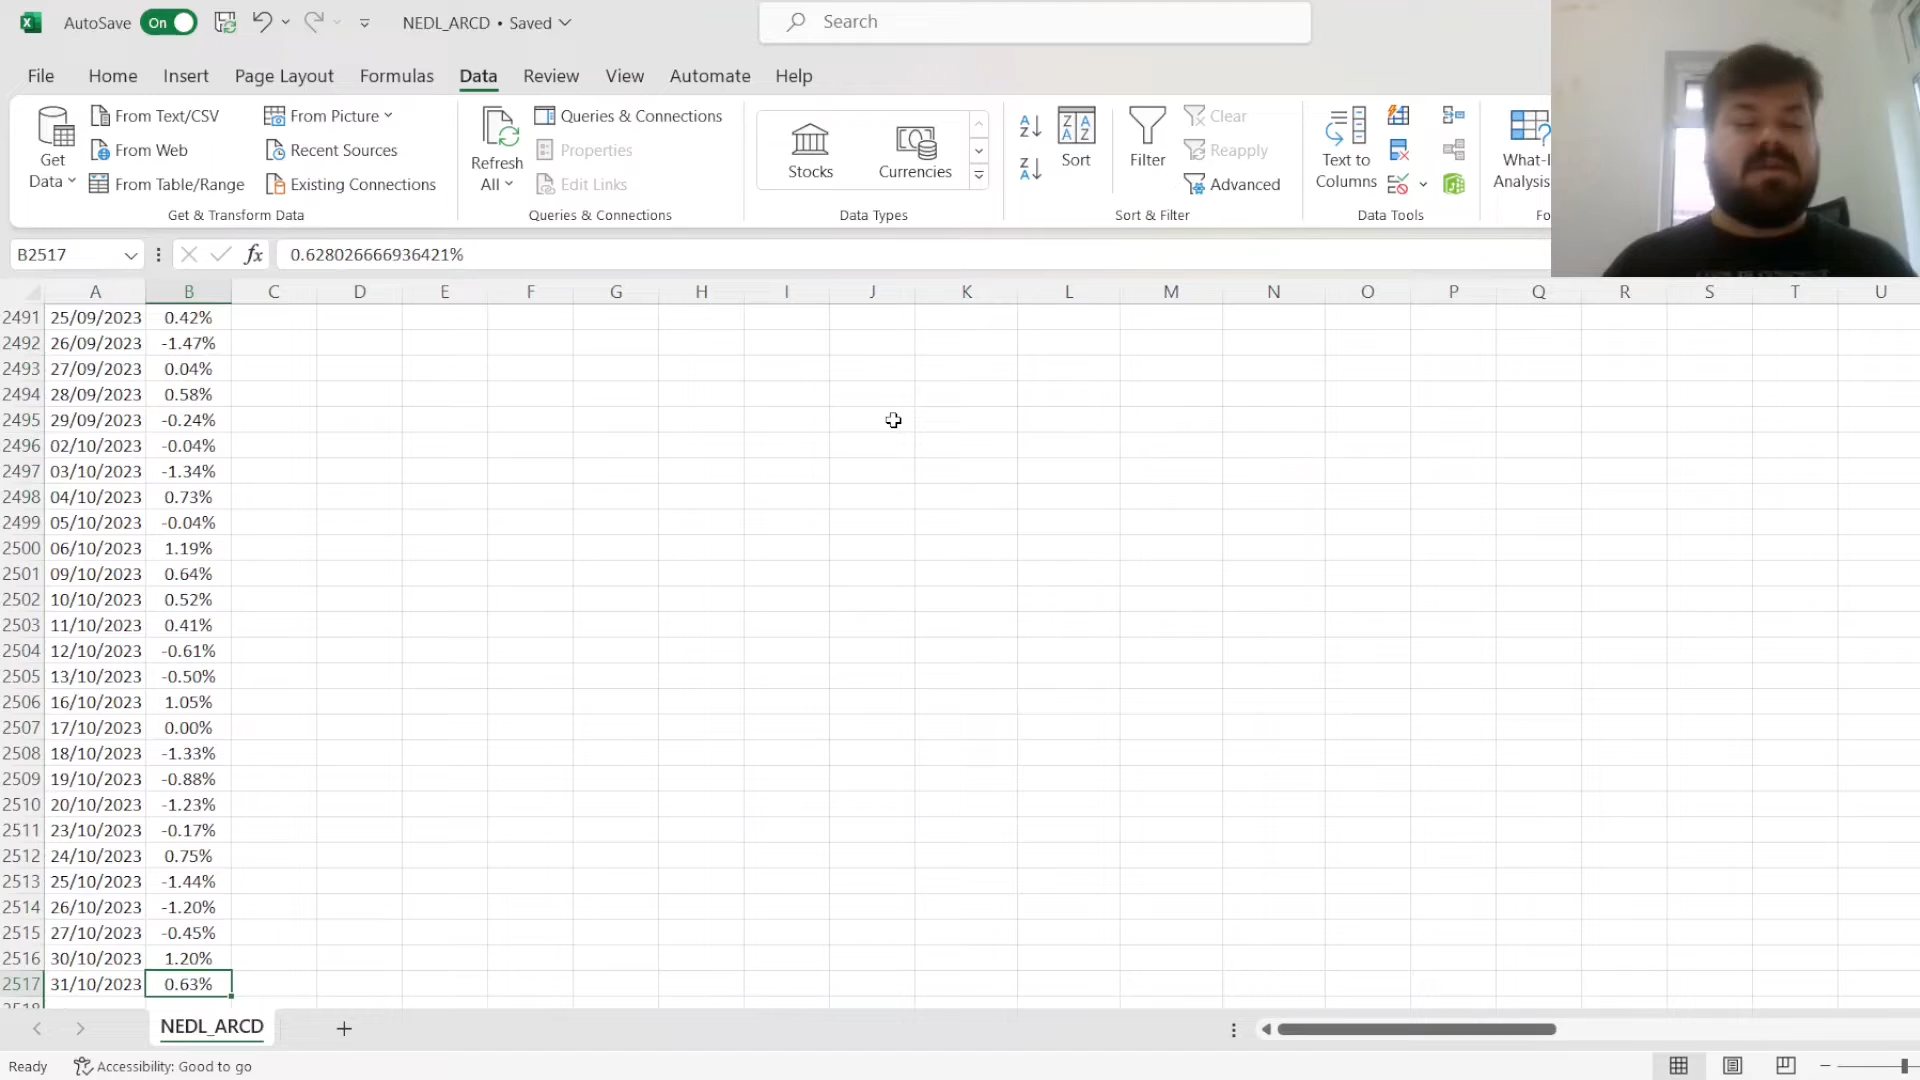 AutoSave On NEDL_ARCD • Saved Search
File Home Insert Page Layout Formulas Data Review View Automate Help
Get Data From Text/CSV From Web From Table/Range From Picture Recent Sources Existing Connections
Refresh All Queries & Connections Properties Edit Links
Stocks Currencies
Sort Filter Clear Reapply Advanced
Text to Columns What-I Analysis
Get & Transform Data Queries & Connections Data Types Sort & Filter Data Tools Fo
B2517 fx 0.628026666936421%
A B C D E F G H I J K L M N O P Q R S T U
2491 25/09/2023 0.42%
2492 26/09/2023 -1.47%
2493 27/09/2023 0.04%
2494 28/09/2023 0.58%
2495 29/09/2023 -0.24%
2496 02/10/2023 -0.04%
2497 03/10/2023 -1.34%
2498 04/10/2023 0.73%
2499 05/10/2023 -0.04%
2500 06/10/2023 1.19%
2501 09/10/2023 0.64%
2502 10/10/2023 0.52%
2503 11/10/2023 0.41%
2504 12/10/2023 -0.61%
2505 13/10/2023 -0.50%
2506 16/10/2023 1.05%
2507 17/10/2023 0.00%
2508 18/10/2023 -1.33%
2509 19/10/2023 -0.88%
2510 20/10/2023 -1.23%
2511 23/10/2023 -0.17%
2512 24/10/2023 0.75%
2513 25/10/2023 -1.44%
2514 26/10/2023 -1.20%
2515 27/10/2023 -0.45%
2516 30/10/2023 1.20%
2517 31/10/2023 0.63%
NEDL_ARCD
Ready Accessibility: Good to go